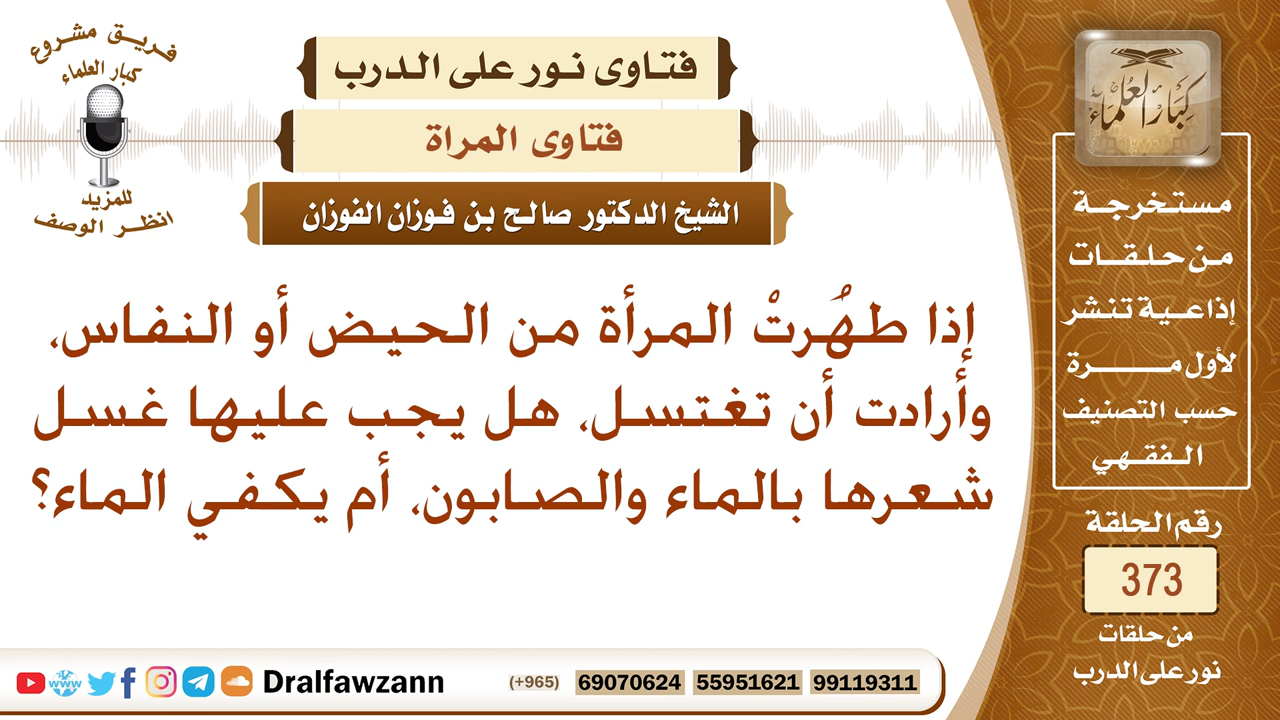 فريق مشروع
كبار العلماء
للمزيد
انظر الوصف
فتاوى نور على الدرب
فتاوى المراة
الشيخ الدكتور صالح بن فوزان الفوزان
إذا طهُرتْ المرأة من الحيض أو النفاس،
وأرادت أن تغتسل، هل يجب عليها غسل
شعرها بالماء والصابون، أم يكفي الماء؟
كبار العلماء
مستخرجة
من حلقات
إذاعية تنشر
لأول مرة
حسب التصنيف
الفقهي
رقم الحلقة
373
من حلقات
نور على الدرب
www Dralfawzann (+965) 69070624 55951621 99119311